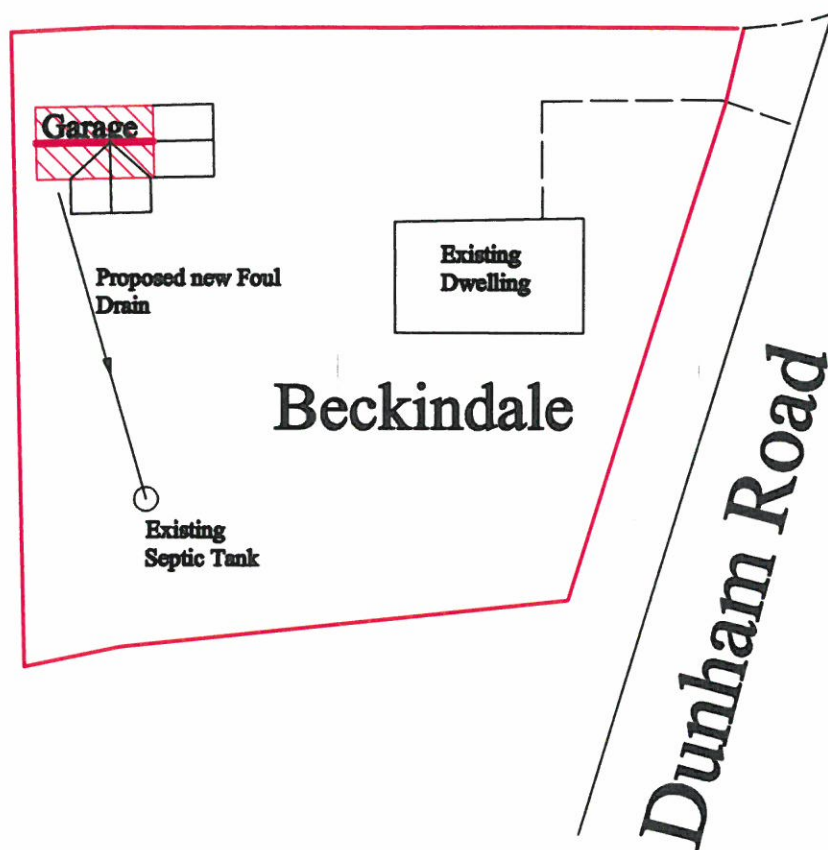 Garage
Proposed new Foul
Drain
Existing
Dwelling
Beckindale
Existing
Septic Tank
Dunham Road